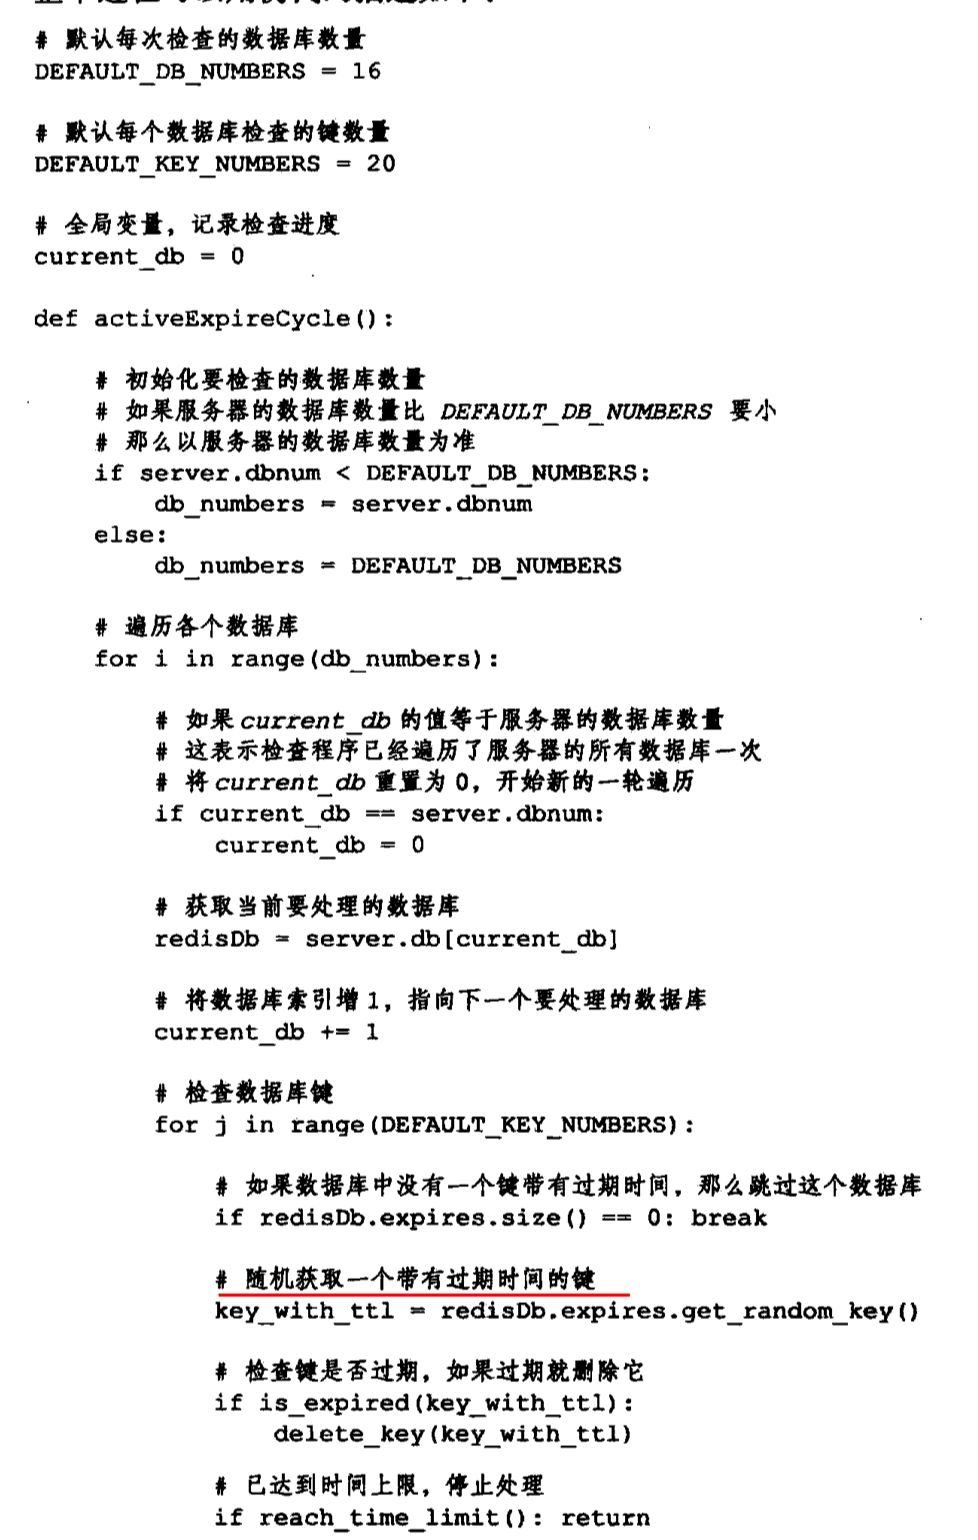 # 默认每次检查的数据库数量
DEFAULT_DB_NUMBERS = 16
# 默认每个数据库检查的键数量
DEFAULT_KEY_NUMBERS = 20
# 全局变量，记录检查进度
current_db = 0
def activeExpireCycle():
# 初始化要检查的数据库数量
# 如果服务器的数据库数量比 DEFAULT_DB_NUMBERS 要小
# 那么以服务器的数据库数量为准
if server.dbnum < DEFAULT_DB_NUMBERS:
db_numbers = server.dbnum
else:
db_numbers = DEFAULT_DB_NUMBERS
# 遍历各个数据库
for i in range(db_numbers):
# 如果 current_db 的值等于服务器的数据库数量
# 这表示检查程序已经遍历了服务器的所有数据库一次
# 将 current_db 重置为 0，开始新的一轮遍历
if current_db == server.dbnum:
current_db = 0
# 获取当前要处理的数据库
redisDb = server.db[current_db]
# 将数据库索引增 1，指向下一个要处理的数据库
current_db += 1
# 检查数据库键
for j in range(DEFAULT_KEY_NUMBERS):
# 如果数据库中没有一个键带有过期时间，那么跳过这个数据库
if redisDb.expires.size() == 0: break
# 随机获取一个带有过期时间的键
key_with_ttl = redisDb.expires.get_random_key()
# 检查键是否过期，如果过期就删除它
if is_expired(key_with_ttl):
delete_key(key_with_ttl)
# 已达到时间上限，停止处理
if reach_time_limit(): return